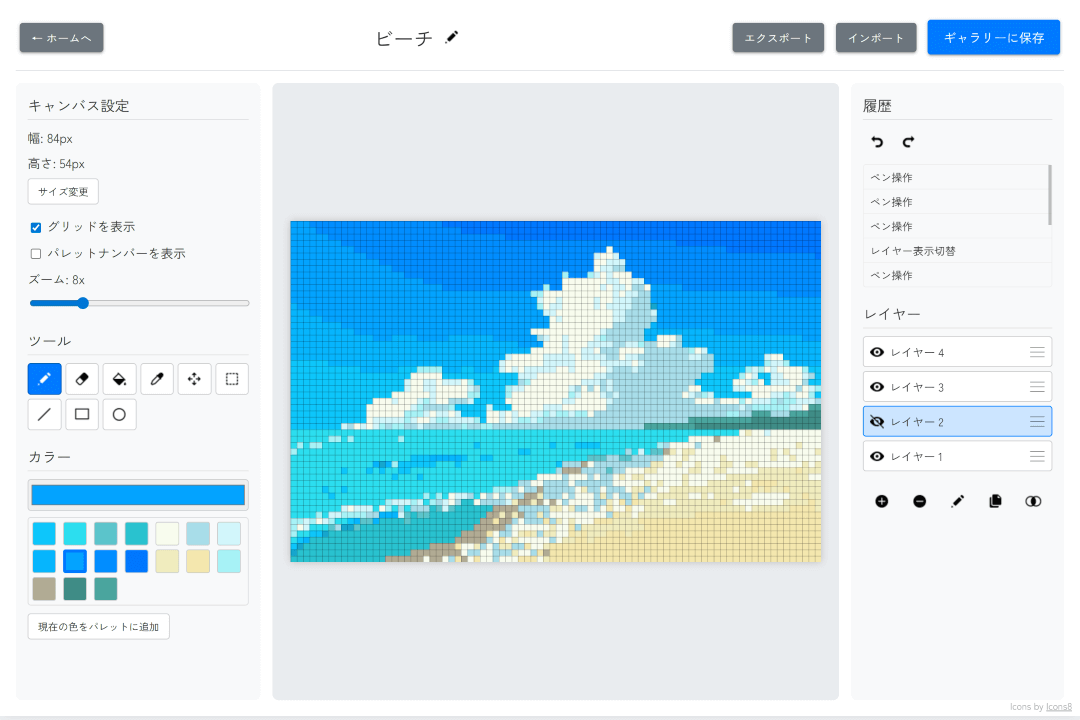 ← ホームへ
ビーチ
エクスポート
インポート
ギャラリーに保存
キャンバス設定
幅: 84px
高さ: 54px
サイズ変更
グリッドを表示
パレットナンバーを表示
ズーム: 8x
ツール
カラー
現在の色をパレットに追加
履歴
ペン操作
ペン操作
ペン操作
レイヤー表示切替
ペン操作
レイヤー
レイヤー 4
レイヤー 3
レイヤー 2
レイヤー 1
Icons by Icons8